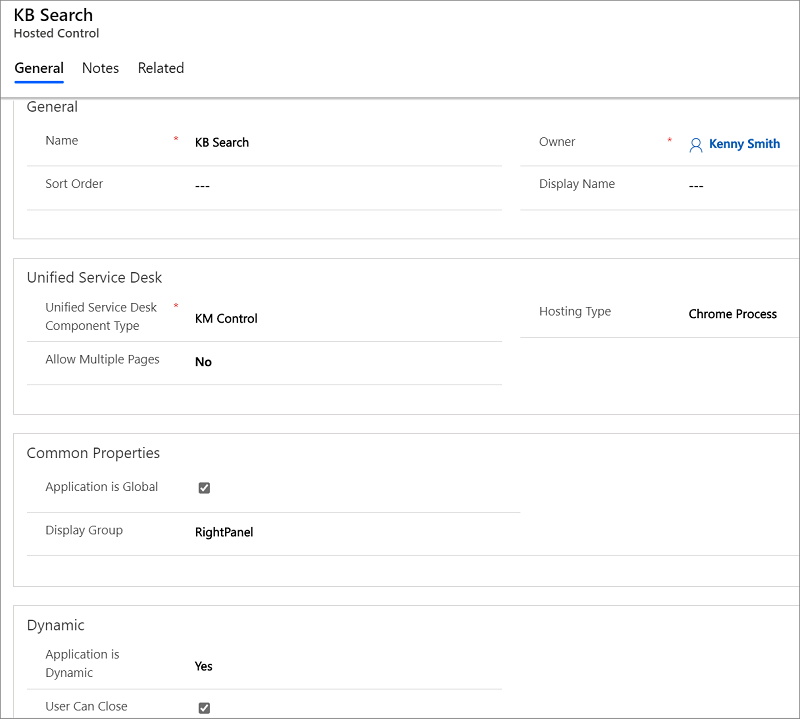 KB Search
Hosted Control
General Notes Related
General
Name * KB Search Owner * Kenny Smith
Sort Order --- Display Name ---
Unified Service Desk
Unified Service Desk Component Type * KM Control Hosting Type Chrome Process
Allow Multiple Pages No
Common Properties
Application is Global
Display Group RightPanel
Dynamic
Application is Dynamic Yes
User Can Close